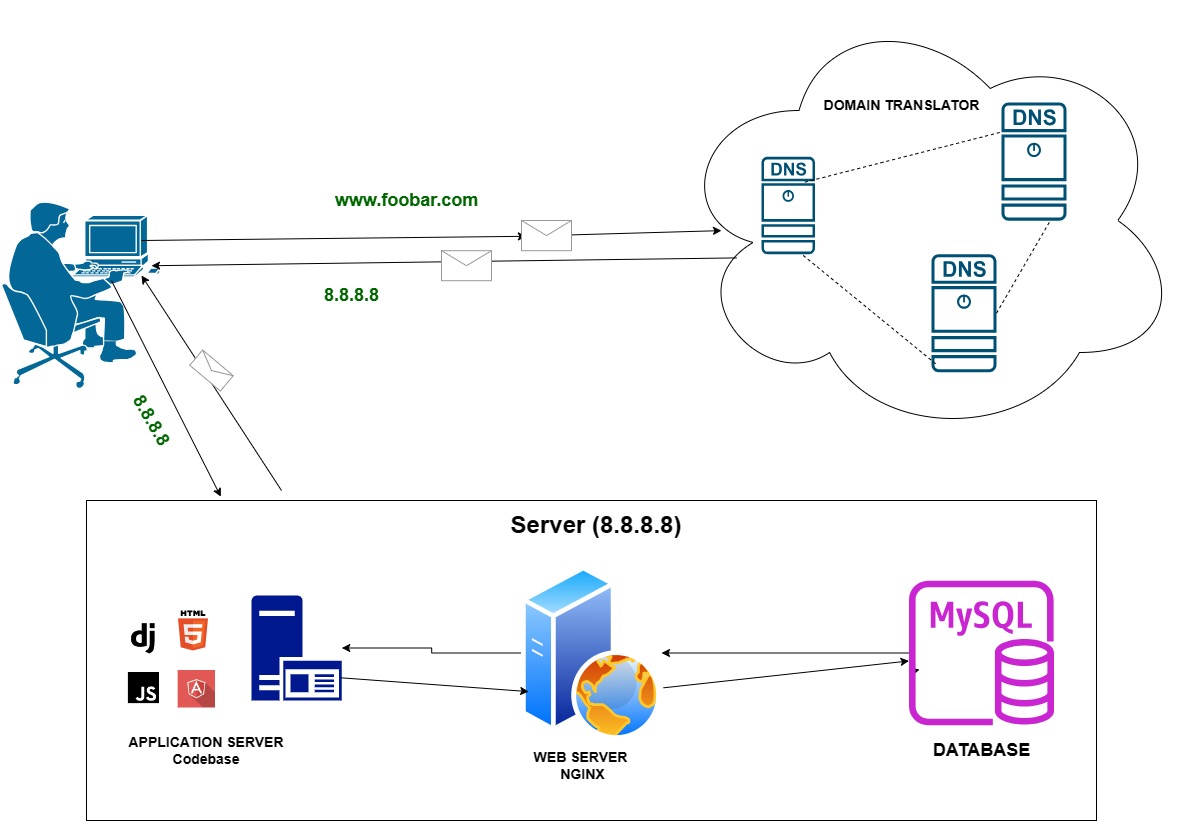 DOMAIN TRANSLATOR
DNS
DNS
DNS
www.foobar.com
8.8.8.8
8.8.8.8
Server (8.8.8.8)
dj
HTML
5
JS
A
APPLICATION SERVER
Codebase
WEB SERVER
NGINX
MySQL
DATABASE